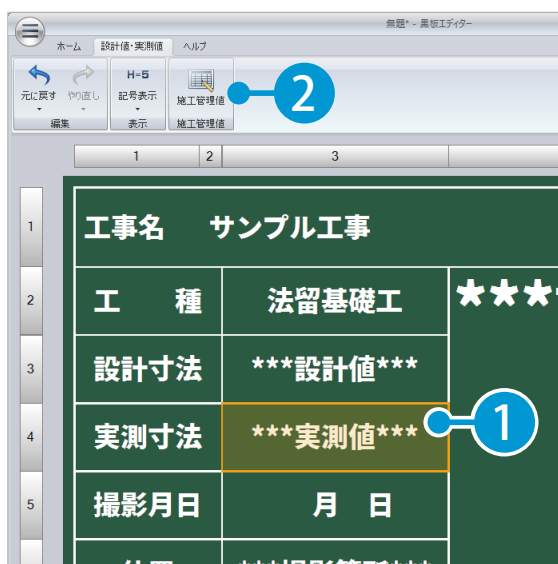 無題* - 黒板エディター
ホーム 設計値・実測値 ヘルプ
元に戻す やり直し H=5 記号表示 施工管理値 2
編集 表示 施工管理値
1 2 3
1 工事名 サンプル工事
2 工 種 法留基礎工 ★★★
3 設計寸法 ***設計値***
4 実測寸法 ***実測値*** 1
5 撮影月日 月 日